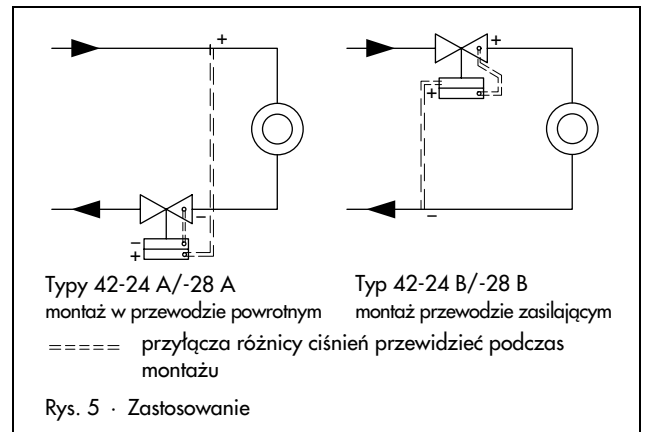 + +
+
– –
–
+
Typy 42-24 A/-28 A Typ 42-24 B/-28 B
montaż w przewodzie powrotnym montaż przewodzie zasilającym
===== przyłącza różnicy ciśnień przewidzieć podczas
montażu
Rys. 5 · Zastosowanie